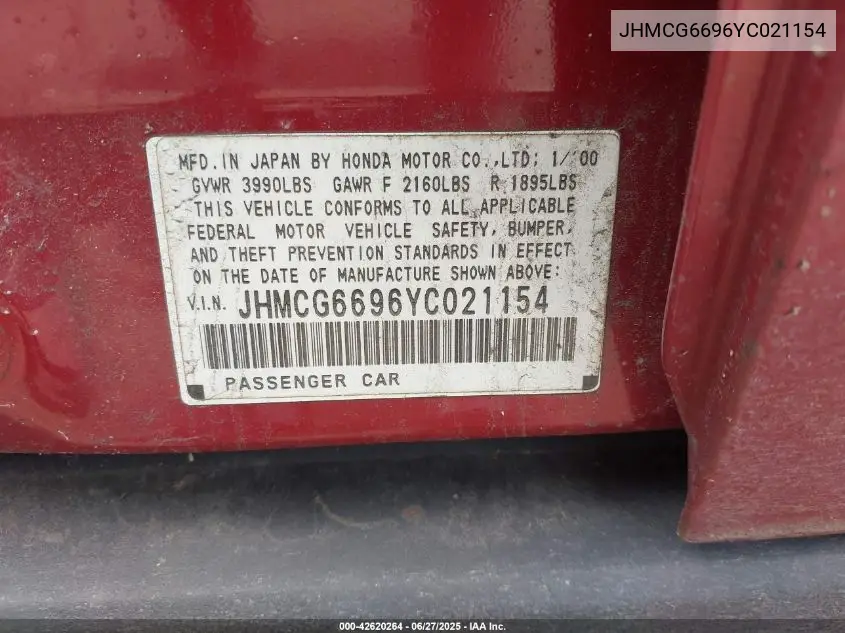 JHMCG6696YC021154
MFD. IN JAPAN BY HONDA MOTOR CO.,LTD: 1/00
GVWR 3990LBS GAWR F 2160LBS R 1895LBS
THIS VEHICLE CONFORMS TO ALL APPLICABLE
FEDERAL MOTOR VEHICLE SAFETY, BUMPER,
AND THEFT PREVENTION STANDARDS IN EFFECT
ON THE DATE OF MANUFACTURE SHOWN ABOVE:
V.I.N. JHMCG6696YC021154
PASSENGER CAR
000-42620264 - 06/27/2025 - IAA Inc.